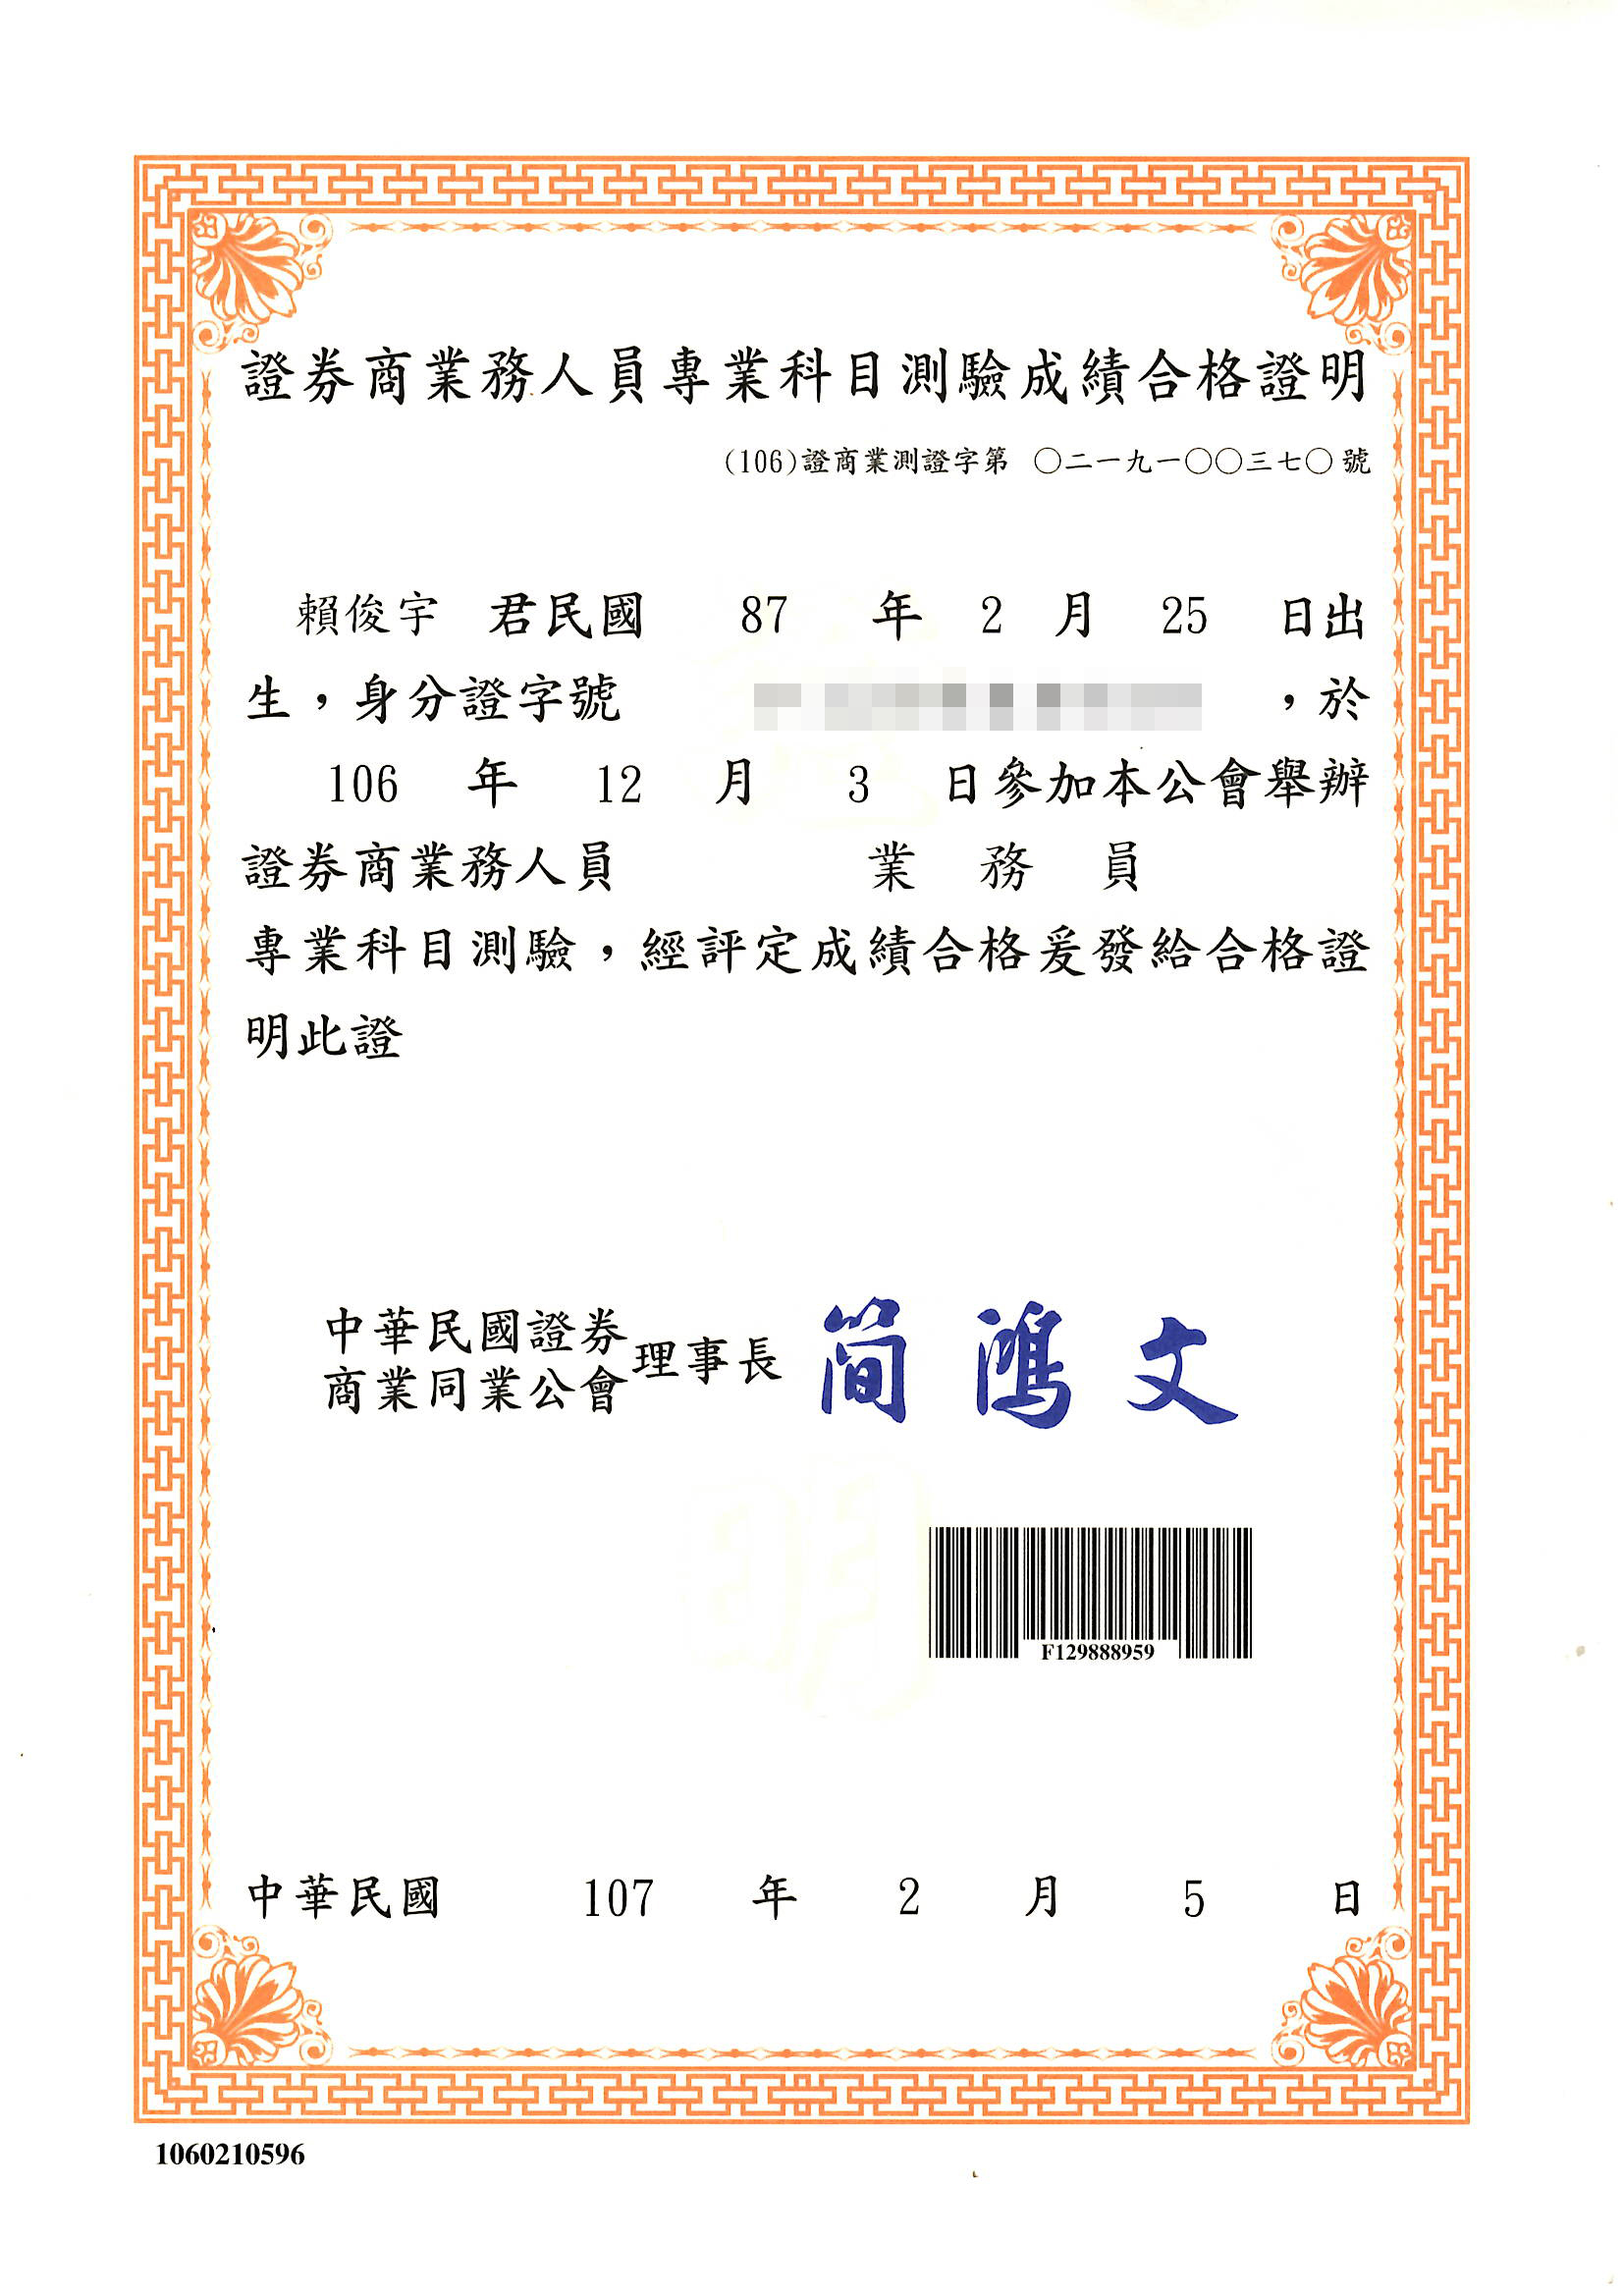 證券商業務人員專業科目測驗成績合格證明
(106)證商業測證字第 〇二一九一〇〇三七〇 號
賴俊宇 君民國 87 年 2 月 25 日出
生，身分證字號 ，於
106 年 12 月 3 日參加本公會舉辦
證券商業務人員 業務員
專業科目測驗，經評定成績合格爰發給合格證
明此證
中華民國證券
商業同業公會
理事長
簡鴻文
F129888959
中華民國 107 年 2 月 5 日
1060210596